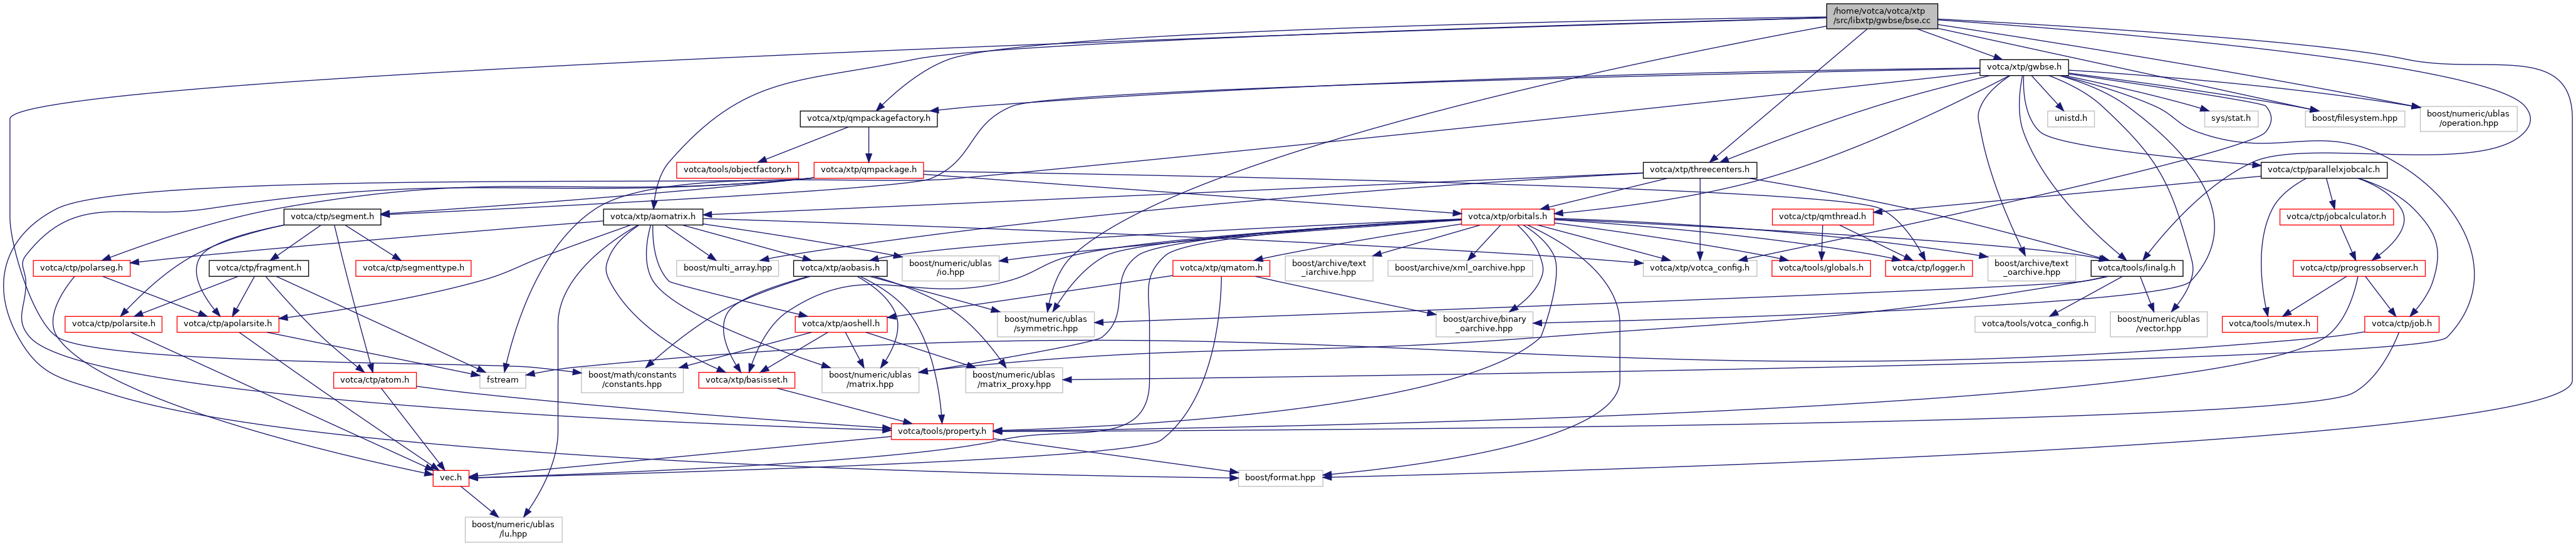 /home/votca/votca/xtp
/src/libxtp/gwbse/bse.cc
votca/xtp/gwbse.h
votca/xtp/qmpackagefactory.h
unistd.h
sys/stat.h
boost/filesystem.hpp
boost/numeric/ublas
/operation.hpp
votca/tools/objectfactory.h
votca/xtp/qmpackage.h
votca/xtp/threecenters.h
votca/ctp/parallelxjobcalc.h
votca/ctp/segment.h
votca/xtp/aomatrix.h
votca/xtp/orbitals.h
votca/ctp/qmthread.h
votca/ctp/jobcalculator.h
votca/ctp/polarseg.h
votca/ctp/fragment.h
votca/ctp/segmenttype.h
boost/multi_array.hpp
votca/xtp/aobasis.h
boost/numeric/ublas
/io.hpp
votca/xtp/qmatom.h
boost/archive/text
_iarchive.hpp
boost/archive/xml_oarchive.hpp
votca/xtp/votca_config.h
votca/tools/globals.h
votca/ctp/logger.h
boost/archive/text
_oarchive.hpp
votca/tools/linalg.h
votca/ctp/progressobserver.h
votca/ctp/polarsite.h
votca/ctp/apolarsite.h
votca/xtp/aoshell.h
boost/numeric/ublas
/symmetric.hpp
boost/archive/binary
_oarchive.hpp
votca/tools/votca_config.h
boost/numeric/ublas
/vector.hpp
votca/tools/mutex.h
votca/ctp/job.h
votca/ctp/atom.h
fstream
boost/math/constants
/constants.hpp
votca/xtp/basisset.h
boost/numeric/ublas
/matrix.hpp
boost/numeric/ublas
/matrix_proxy.hpp
votca/tools/property.h
vec.h
boost/format.hpp
boost/numeric/ublas
/lu.hpp